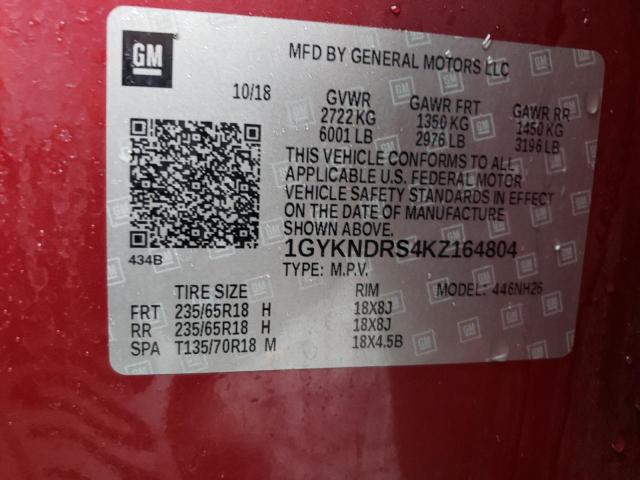 GM
MFD BY GENERAL MOTORS LLC
10/18
GVWR GAWR FRT GAWR RR
2722 KG 1350 KG 1450 KG
6001 LB 2976 LB 3196 LB
THIS VEHICLE CONFORMS TO ALL
APPLICABLE U.S. FEDERAL MOTOR
VEHICLE SAFETY STANDARDS IN EFFECT
ON THE DATE OF MANUFACTURE
SHOWN ABOVE.
434B
1GYKNDRS4KZ164804
TYPE: M.P.V.
TIRE SIZE RIM MODEL: 446NH26
FRT 235/65R18 H 18X8J
RR 235/65R18 H 18X8J
SPA T135/70R18 M 18X4.5B